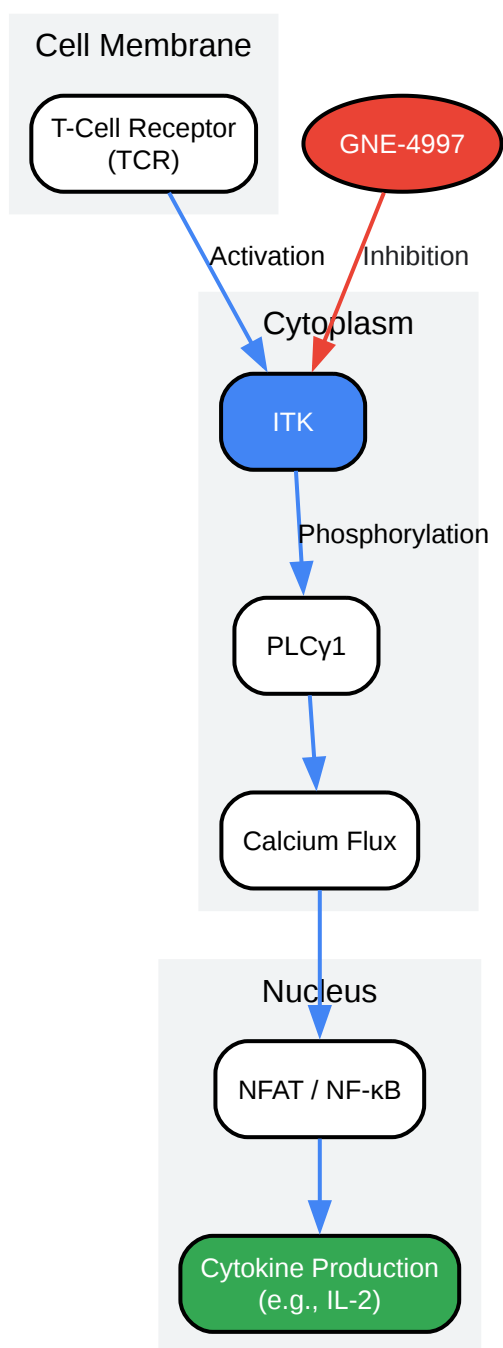 Cell Membrane
T-Cell Receptor
(TCR)
GNE-4997
Activation
Inhibition
Cytoplasm
ITK
Phosphorylation
PLCγ1
Calcium Flux
Nucleus
NFAT / NF-κB
Cytokine Production
(e.g., IL-2)